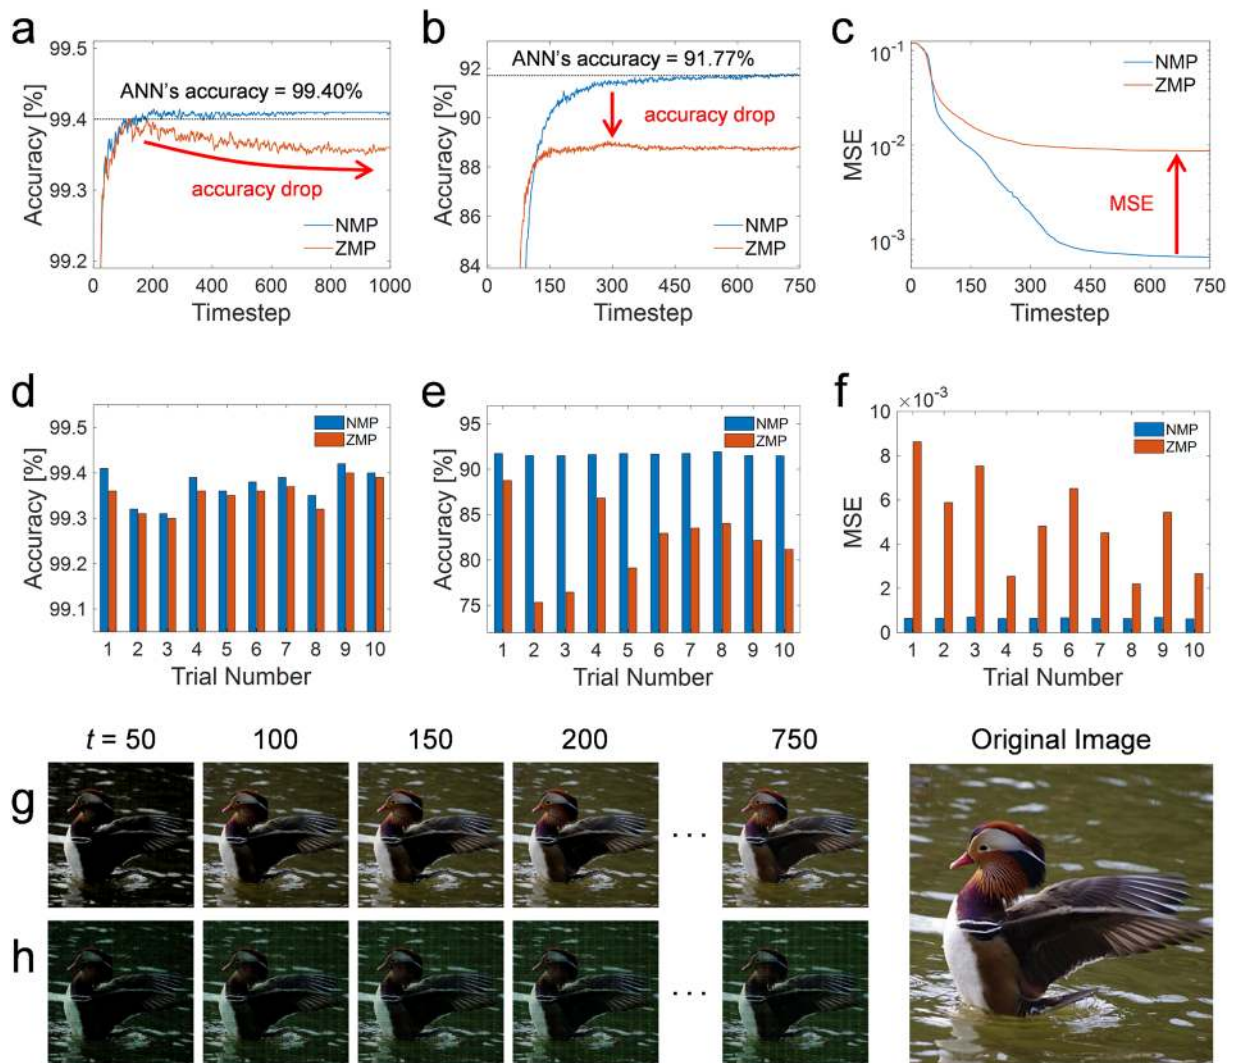 a
99.5
99.4
99.3
99.2
Accuracy [%]
ANN's accuracy = 99.40%
accuracy drop
NMP
ZMP
0 200 400 600 800 1000
Timestep
b
92
90
88
86
84
Accuracy [%]
ANN's accuracy = 91.77%
accuracy drop
NMP
ZMP
0 150 300 450 600 750
Timestep
c
10-1
10-2
10-3
MSE
NMP
ZMP
MSE
0 150 300 450 600 750
Timestep
d
99.5
99.4
99.3
99.2
99.1
Accuracy [%]
NMP
ZMP
1 2 3 4 5 6 7 8 9 10
Trial Number
e
95
90
85
80
75
Accuracy [%]
NMP
ZMP
1 2 3 4 5 6 7 8 9 10
Trial Number
f
×10-3
10
8
6
4
2
0
MSE
NMP
ZMP
1 2 3 4 5 6 7 8 9 10
Trial Number
t = 50 100 150 200 750 Original Image
g
...
h
...